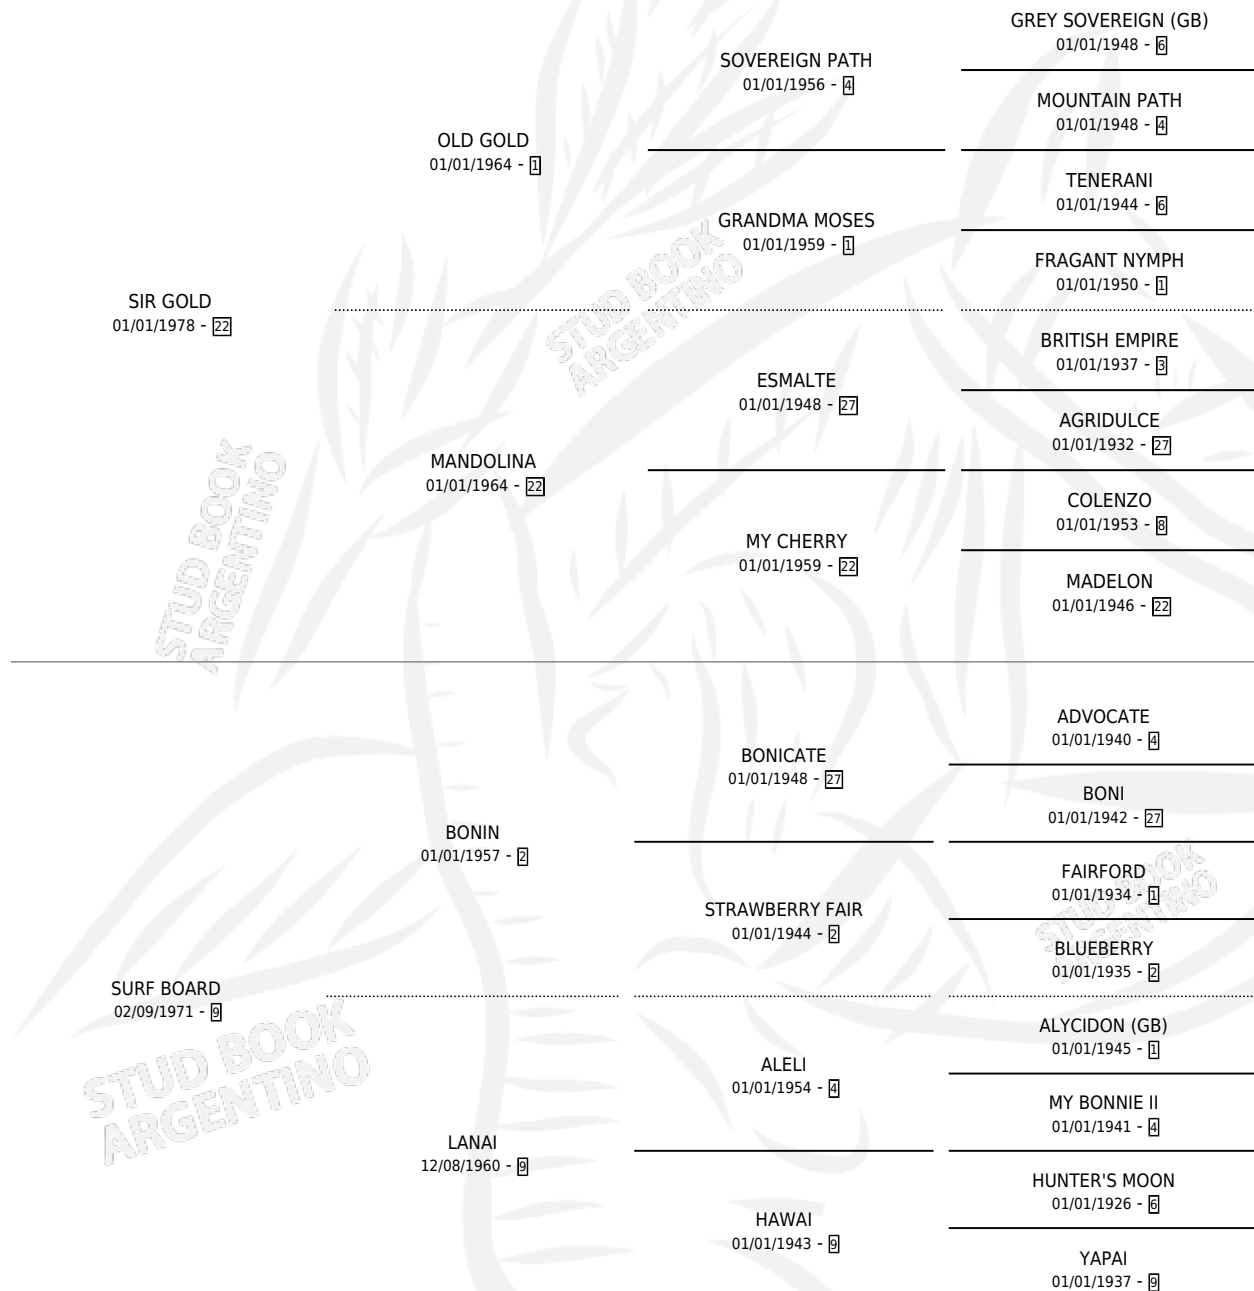 GREY SOVEREIGN (GB)
01/01/1948 - 6
SOVEREIGN PATH
01/01/1956 - 4
MOUNTAIN PATH
01/01/1948 - 4
OLD GOLD
01/01/1964 - 1
TENERANI
01/01/1944 - 6
GRANDMA MOSES
01/01/1959 - 1
FRAGANT NYMPH
01/01/1950 - 1
SIR GOLD
01/01/1978 - 22
BRITISH EMPIRE
01/01/1937 - 3
ESMALTE
01/01/1948 - 27
AGRIDULCE
01/01/1932 - 27
MANDOLINA
01/01/1964 - 22
COLENZO
01/01/1953 - 8
MY CHERRY
01/01/1959 - 22
MADELON
01/01/1946 - 22
ADVOCATE
01/01/1940 - 4
BONICATE
01/01/1948 - 27
BONI
01/01/1942 - 27
BONIN
01/01/1957 - 2
FAIRFORD
01/01/1934 - 1
STRAWBERRY FAIR
01/01/1944 - 2
BLUEBERRY
01/01/1935 - 2
SURF BOARD
02/09/1971 - 9
ALYCIDON (GB)
01/01/1945 - 1
ALELI
01/01/1954 - 4
MY BONNIE II
01/01/1941 - 4
LANAI
12/08/1960 - 9
HUNTER'S MOON
01/01/1926 - 6
HAWAI
01/01/1943 - 9
YAPAI
01/01/1937 - 9
STUD BOOK
ARGENTINO
STUD BOOK
ARGENTINO
STUD BOOK
ARGENTINO
STUD BOOK
ARGENTINO